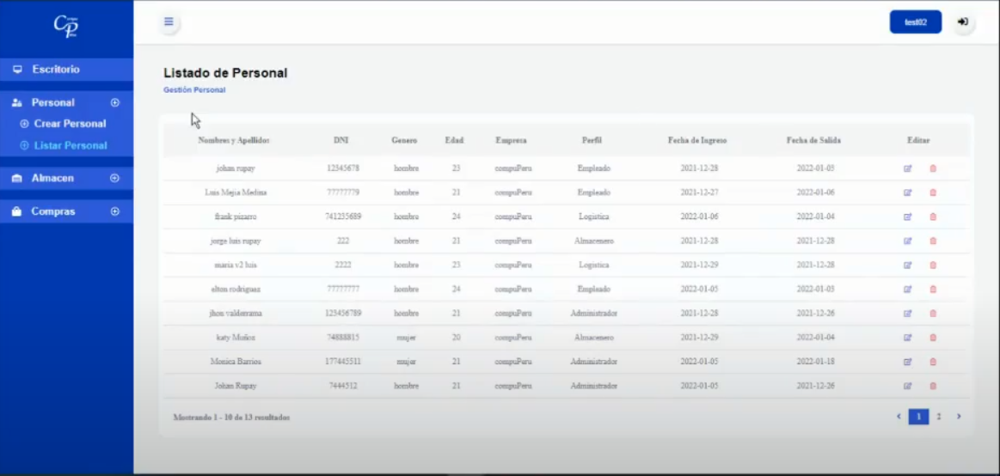 CP
test02
Escritorio
Personal
Crear Personal
Listar Personal
Almacen
Compras
Listado de Personal
Gestión Personal
Nombres y Apellidos DNI Genero Edad Empresa Perfil Fecha de Ingreso Fecha de Salida Editar
johan rupay 12345678 hombre 23 compuPeru Empleado 2021-12-28 2022-01-03
Luis Mejia Medina 77777779 hombre 21 compuPeru Empleado 2021-12-27 2022-01-06
frank pizarro 741235689 hombre 24 compuPeru Logistica 2022-01-06 2022-01-04
jorge luis rupay 222 hombre 21 compuPeru Almacenero 2021-12-28 2021-12-28
maria v2 luis 2222 hombre 23 compuPeru Logistica 2021-12-29 2021-12-28
elton rodriguez 77777777 hombre 24 compuPeru Empleado 2022-01-05 2022-01-03
jhon valderrama 123456789 hombre 21 compuPeru Administrador 2021-12-28 2021-12-26
katy Muñoz 74888815 mujer 20 compuPeru Almacenero 2021-12-29 2022-01-04
Monica Barrios 177445511 mujer 21 compuPeru Administrador 2022-01-05 2022-01-18
Johan Rupay 7444512 hombre 21 compuPeru Administrador 2022-01-05 2021-12-26
Mostrando 1 - 10 de 13 resultados
1 2